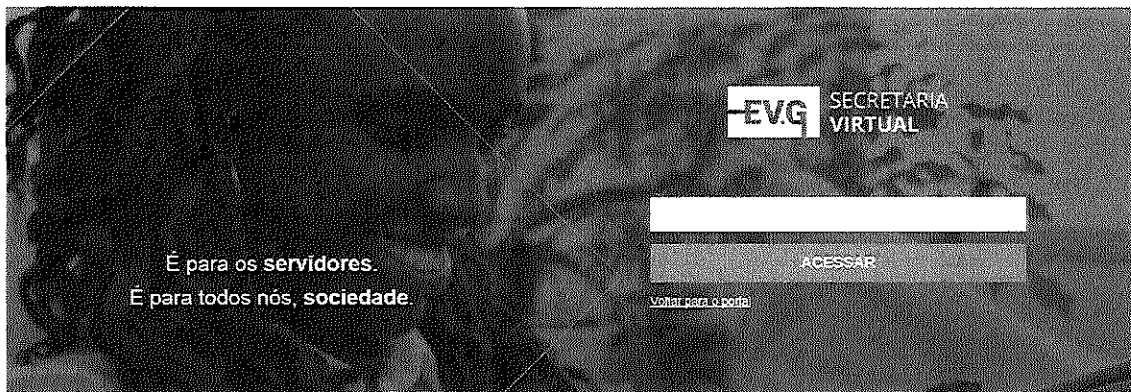 EV.G
SECRETARIA
VIRTUAL
ACESSAR
Voltar para o portal
É para os servidores.
É para todos nós, sociedade.